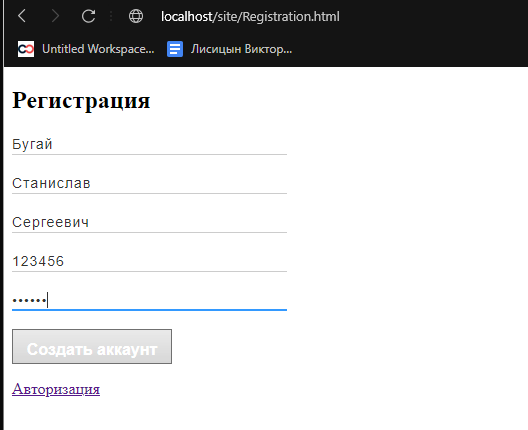 localhost/site/Registration.html
Untitled Workspace...
Лисицын Виктор...
Регистрация
Бугай
Станислав
Сергеевич
123456
••••••
Создать аккаунт
Авторизация